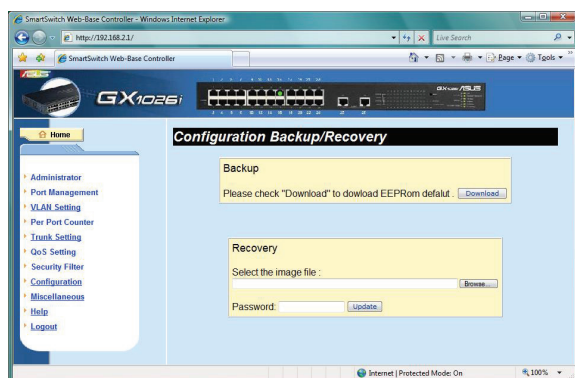 SmartSwitch Web-Base Controller - Windows Internet Explorer
http://192.168.2.1/
Live Search
SmartSwitch Web-Base Controller
Page
Tools
ASUS
GX1026i
ASUS
Home
Configuration Backup/Recovery
Administrator
Port Management
VLAN Setting
Per Port Counter
Trunk Setting
QoS Setting
Security Filter
Configuration
Miscellaneous
Help
Logout
Backup
Please check "Download" to dowload EEPRom defalut . Download
Recovery
Select the image file :
Browse...
Password: Update
Internet | Protected Mode: On
100%